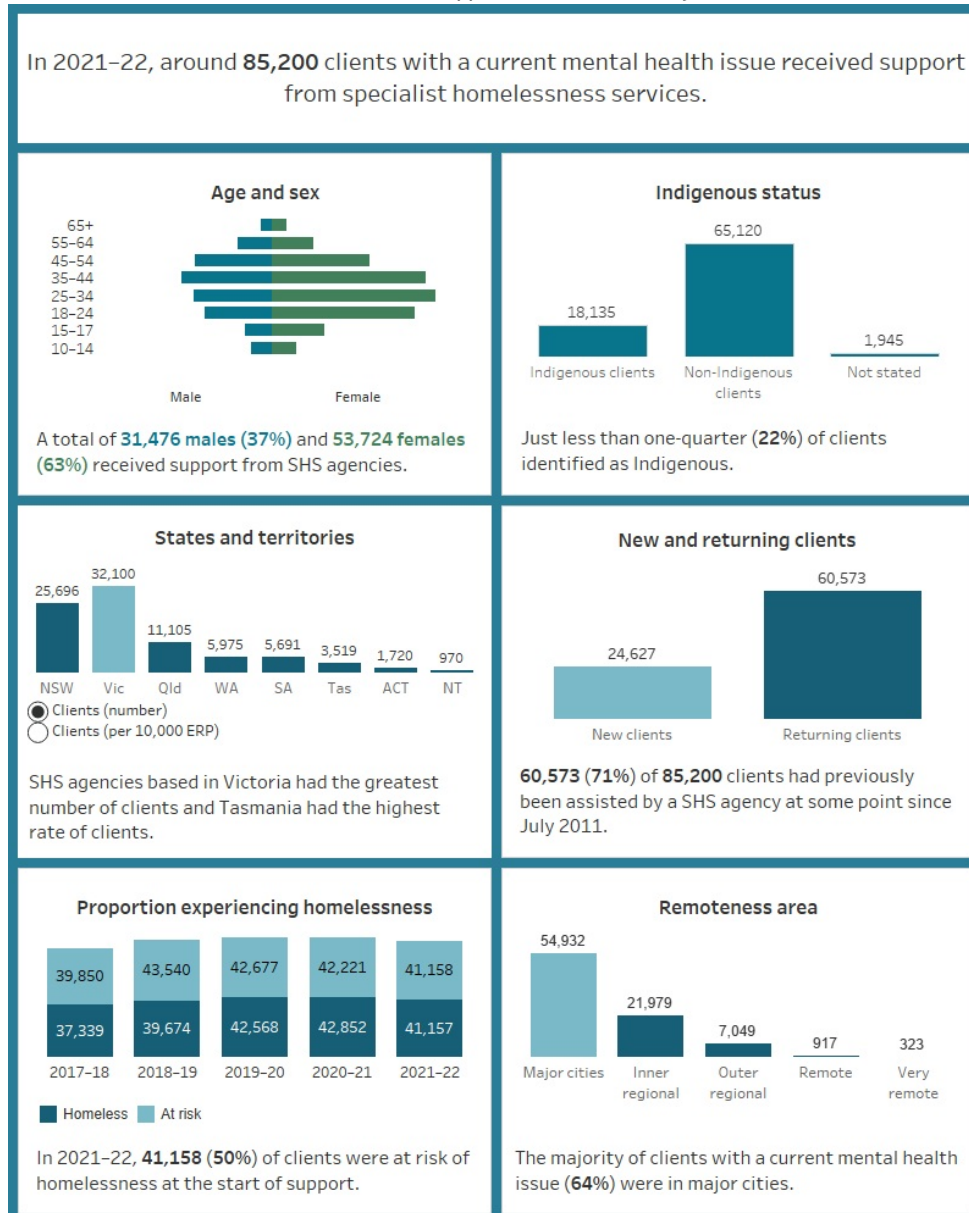 In 2021–22, around 85,200 clients with a current mental health issue received support
from specialist homelessness services.
Age and sex
65+
55–64
45–54
35–44
25–34
18–24
15–17
10–14
Male Female
A total of 31,476 males (37%) and 53,724 females
(63%) received support from SHS agencies.
Indigenous status
65,120
18,135
1,945
Indigenous clients Non-Indigenous Not stated
clients
Just less than one-quarter (22%) of clients
identified as Indigenous.
States and territories
32,100
25,696
11,105
5,975 5,691 3,519 1,720 970
NSW Vic Qld WA SA Tas ACT NT
Clients (number)
Clients (per 10,000 ERP)
SHS agencies based in Victoria had the greatest
number of clients and Tasmania had the highest
rate of clients.
New and returning clients
60,573
24,627
New clients Returning clients
60,573 (71%) of 85,200 clients had previously
been assisted by a SHS agency at some point since
July 2011.
Proportion experiencing homelessness
39,850 43,540 42,677 42,221 41,158
37,339 39,674 42,568 42,852 41,157
2017–18 2018–19 2019–20 2020–21 2021–22
Homeless At risk
In 2021–22, 41,158 (50%) of clients were at risk of
homelessness at the start of support.
Remoteness area
54,932
21,979
7,049
917 323
Major cities Inner Outer Remote Very
regional regional remote
The majority of clients with a current mental health
issue (64%) were in major cities.